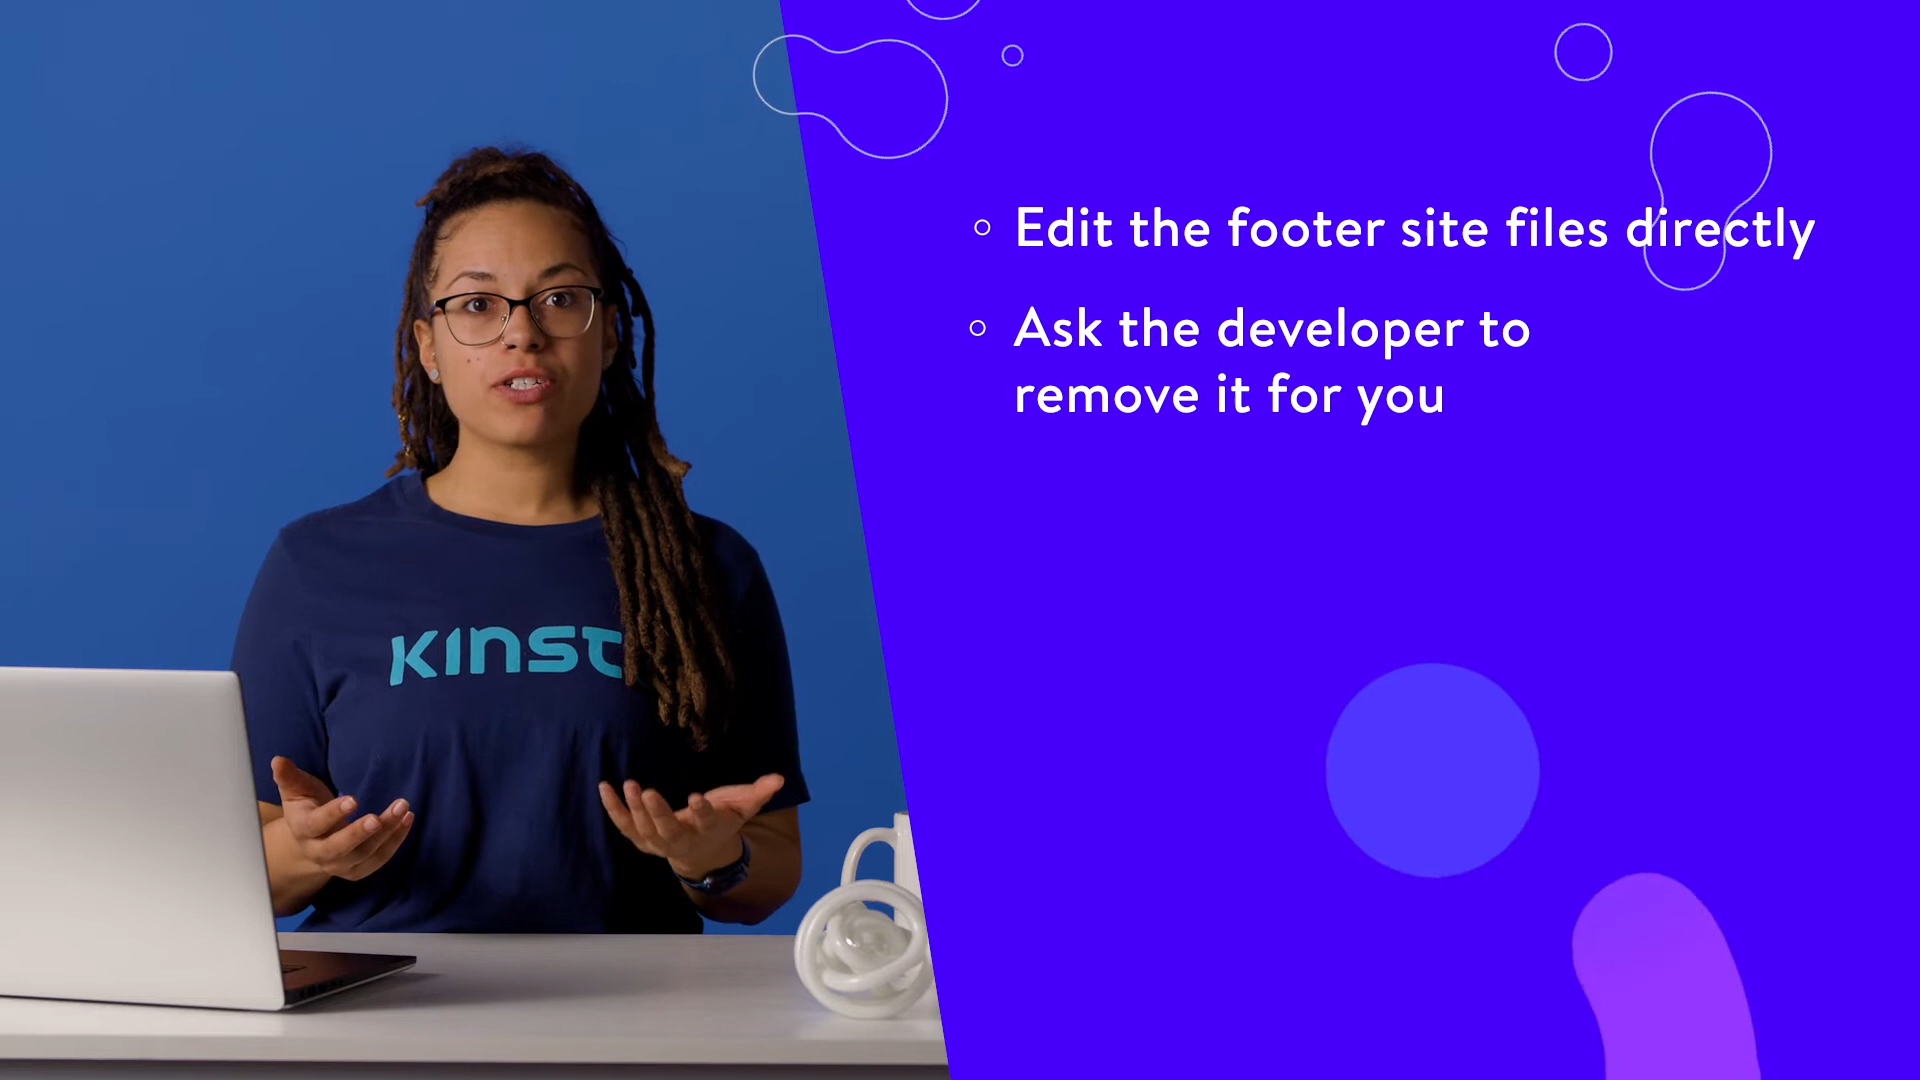 Edit the footer site files directly
Ask the developer to
remove it for you
KINST